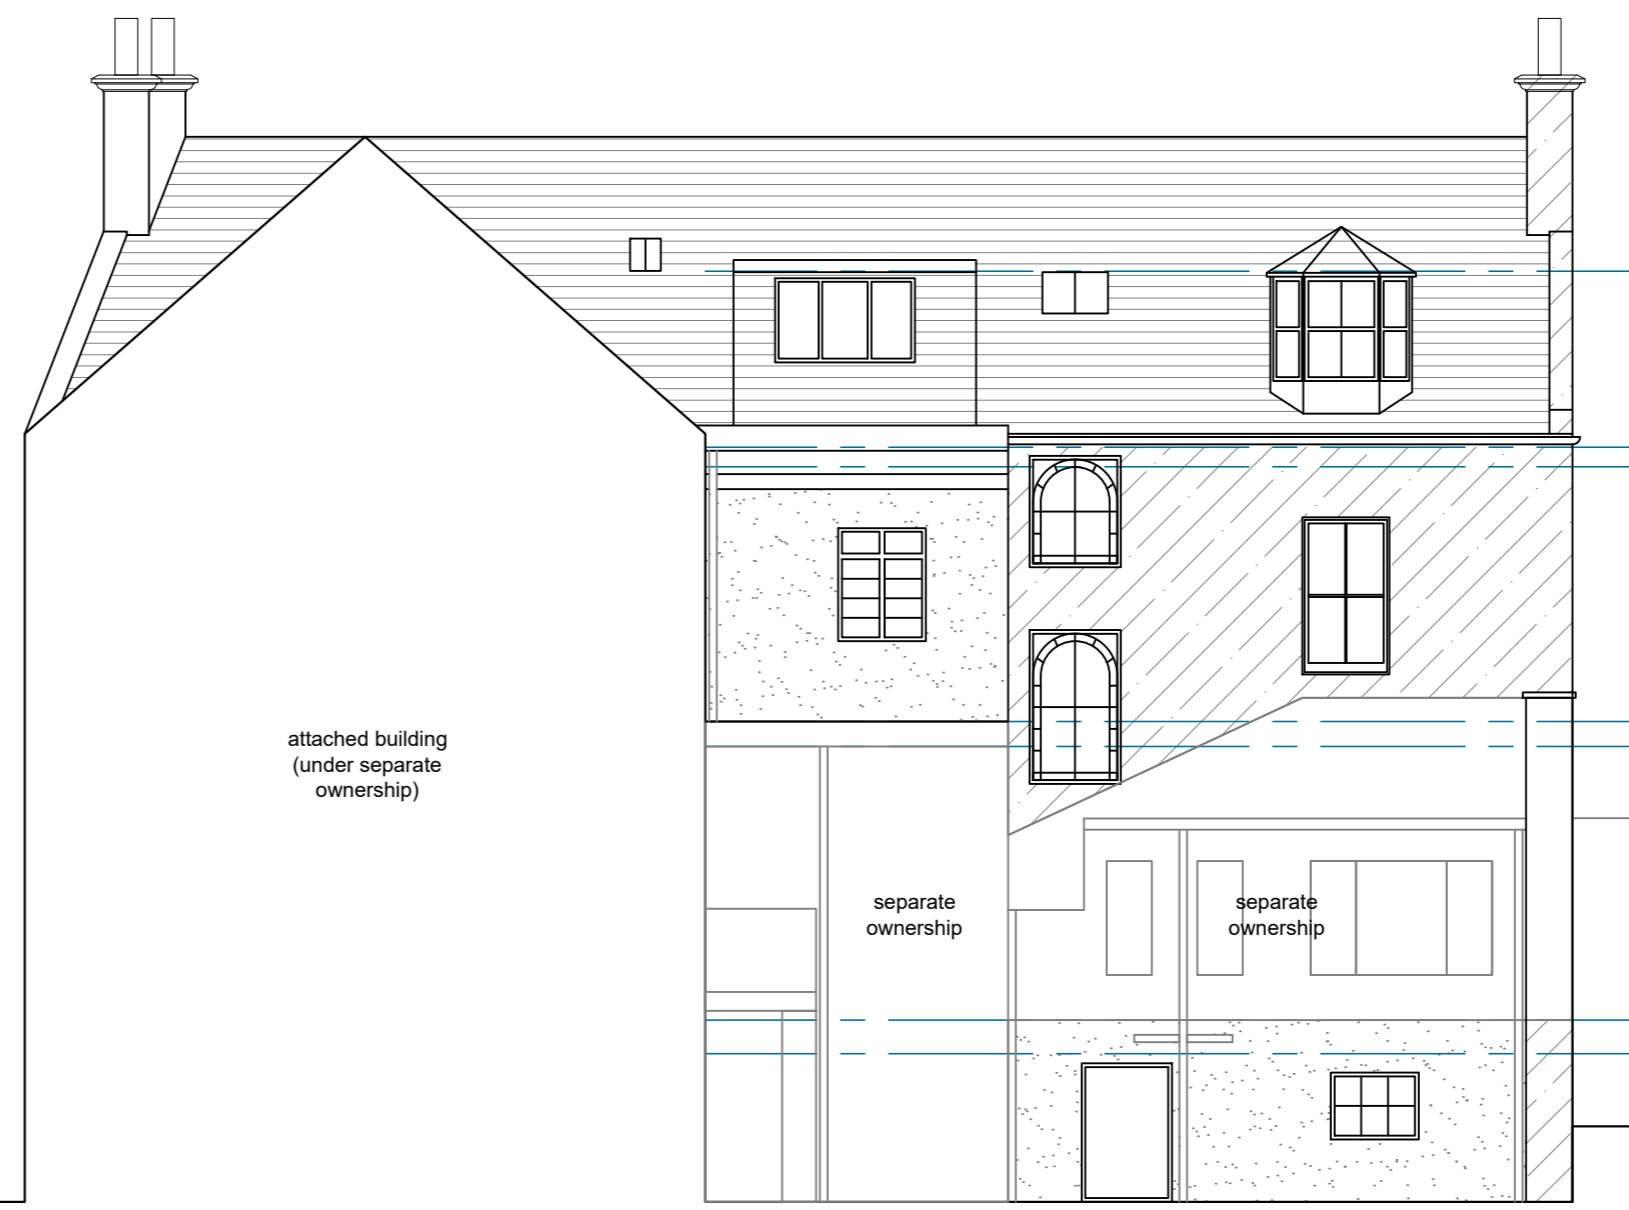 attached building
(under separate
ownership)
separate
ownership
separate
ownership